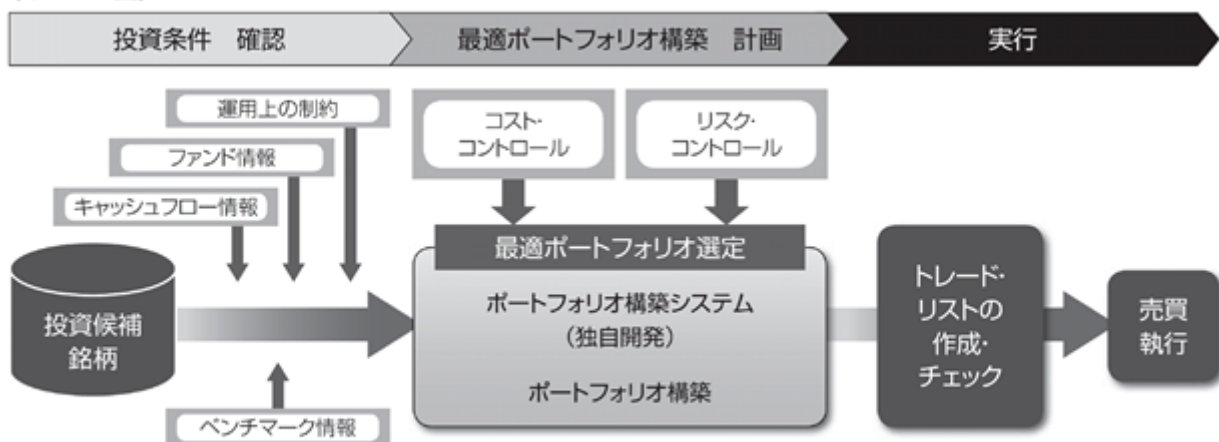 投資条件 確認
最適ポートフォリオ構築 計画
実行
運用上の制約
ファンド情報
キャッシュフロー情報
コスト・
コントロール
リスク・
コントロール
投資候補
銘柄
ベンチマーク情報
最適ポートフォリオ選定
ポートフォリオ構築システム
(独自開発)
ポートフォリオ構築
トレード・
リストの
作成・
チェック
売買
執行